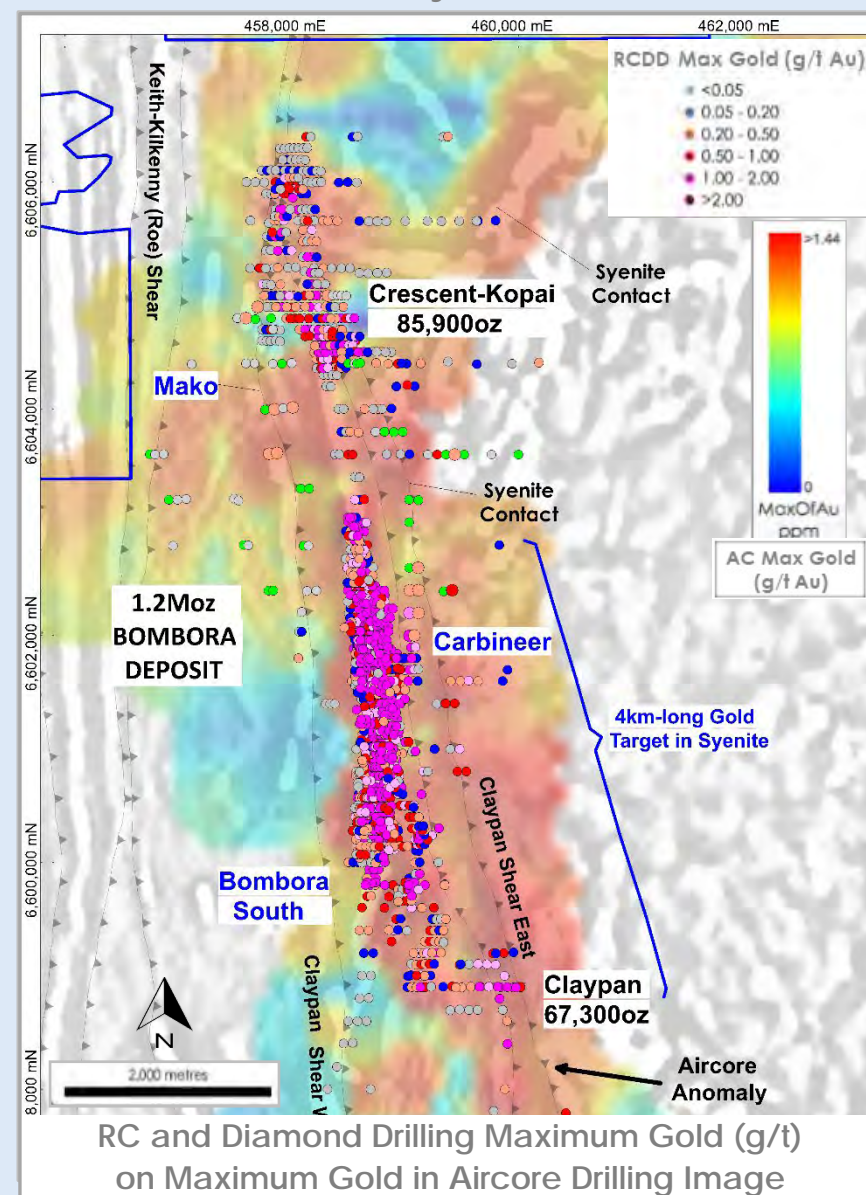 458,000 mE
460,000 mE
462,000 mE
RCDD Max Gold (g/t Au)
<0.05
0.05 - 0.20
0.20 - 0.50
0.50 - 1.00
1.00 - 2.00
>2.00
Keith-Kilkenny (Roe) Shear
6,606,000 mN
Syenite
Contact
>1.44
0
MaxOfAu
ppm
AC Max Gold
(g/t Au)
Crescent-Kopai
85,900oz
Mako
6,604,000 mN
Syenite
Contact
1.2Moz
BOMBORA
DEPOSIT
Carbineer
6,602,000 mN
4km-long Gold
Target in Syenite
Claypan Shear East
6,600,000 mN
Bombora
South
Claypan Shear W
Claypan
67,300oz
N
2,000 metres
8,000 mN
Aircore
Anomaly
RC and Diamond Drilling Maximum Gold (g/t)
on Maximum Gold in Aircore Drilling Image